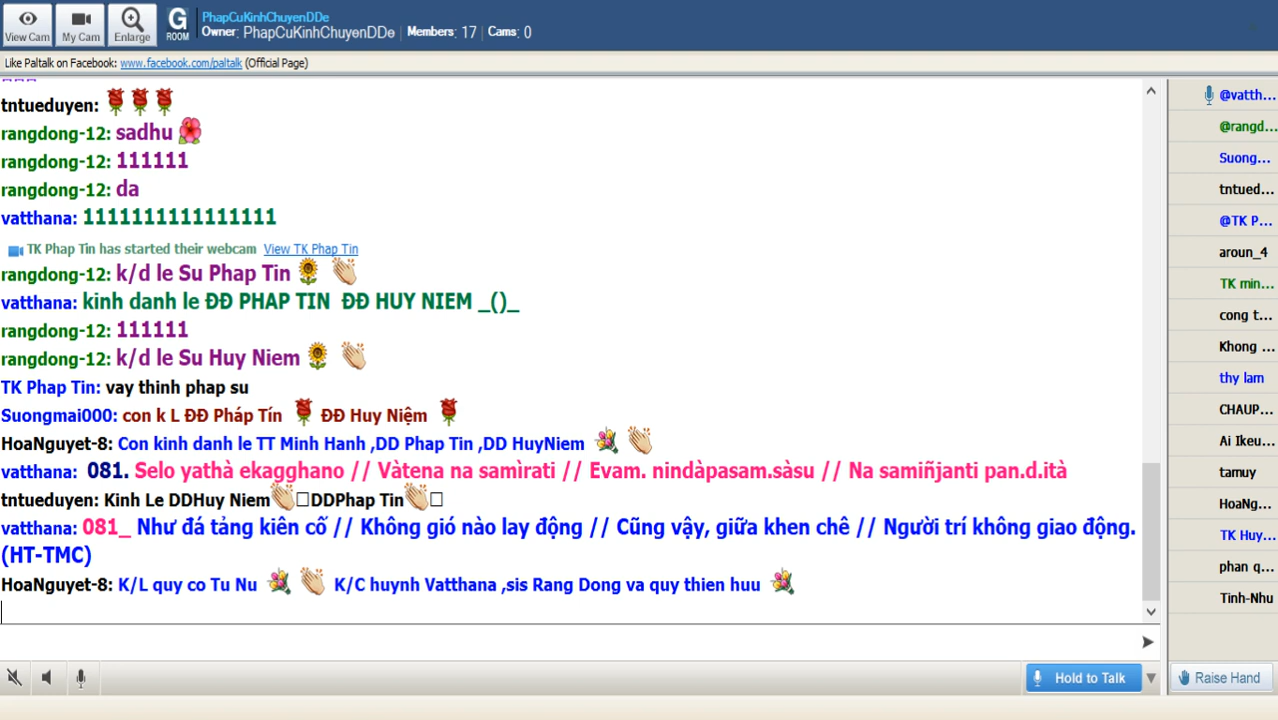 View Cam
My Cam
Enlarge
G
ROOM
PhapCuKinhChuyenDDe
Owner: PhapCuKinhChuyenDDe | Members: 17 | Cams: 0
Like Paltalk on Facebook: www.facebook.com/paltalk (Official Page)
tntueduyen:
rangdong-12: sadhu
rangdong-12: 111111
rangdong-12: da
vatthana: 1111111111111111
TK Phap Tin has started their webcam View TK Phap Tin
rangdong-12: k/d le Su Phap Tin
vatthana: kinh danh le ĐĐ PHAP TIN ĐĐ HUY NIEM _()_
rangdong-12: 111111
rangdong-12: k/d le Su Huy Niem
TK Phap Tin: vay thinh phap su
Suongmai000: con k L ĐĐ Pháp Tín ĐĐ Huy Niệm
HoaNguyet-8: Con kinh danh le TT Minh Hanh ,DD Phap Tin ,DD HuyNiem
vatthana: 081. Selo yathà ekagghano // Vàtena na samìrati // Evam. nindàpasam.sàsu // Na samiñjanti pan.d.ità
tntueduyen: Kinh Le DDHuy Niem DDPhap Tin
vatthana: 081_ Như đá tảng kiên cố // Không gió nào lay động // Cũng vậy, giữa khen chê // Người trí không giao động.
(HT-TMC)
HoaNguyet-8: K/L quy co Tu Nu K/C huynh Vatthana ,sis Rang Dong va quy thien huu
@vatth...
@rangd...
Suong...
tntued...
@TK P...
aroun_4
TK min...
cong t...
Khong ...
thy lam
CHAUP...
Ai Ikeu...
tamuy
HoaNg...
TK Huy...
phan q...
Tinh-Nhu
Hold to Talk
Raise Hand